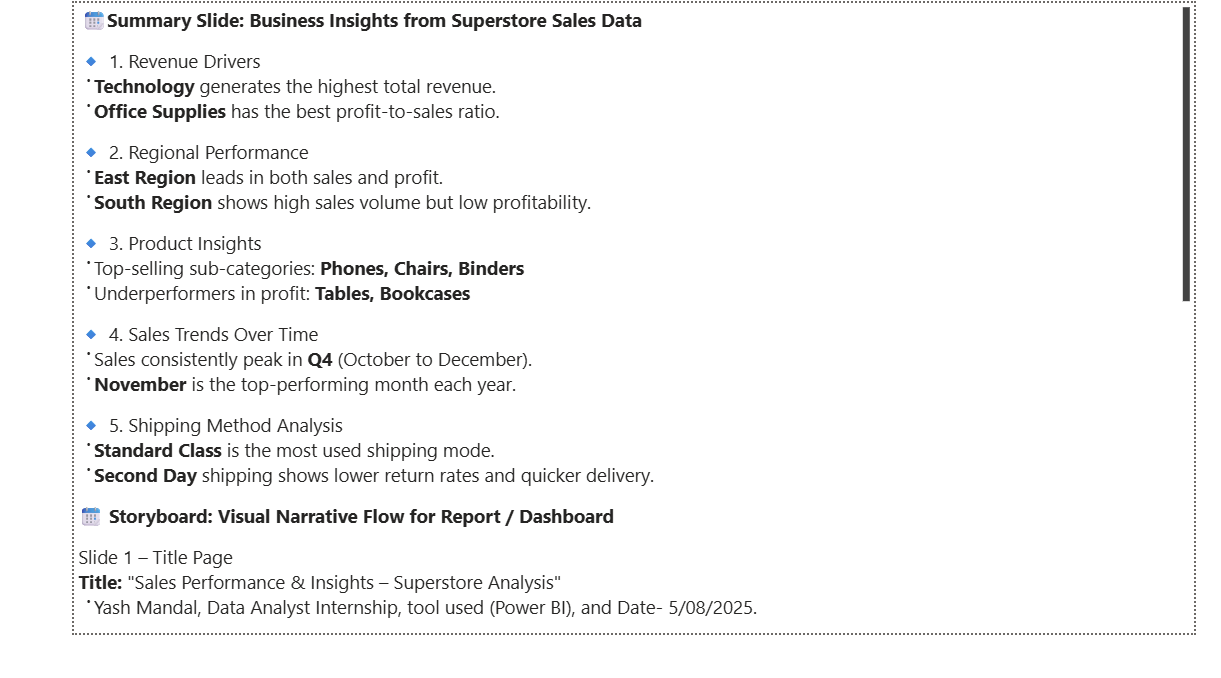 Summary Slide: Business Insights from Superstore Sales Data
1. Revenue Drivers
Technology generates the highest total revenue.
Office Supplies has the best profit-to-sales ratio.
2. Regional Performance
East Region leads in both sales and profit.
South Region shows high sales volume but low profitability.
3. Product Insights
Top-selling sub-categories: Phones, Chairs, Binders
Underperformers in profit: Tables, Bookcases
4. Sales Trends Over Time
Sales consistently peak in Q4 (October to December).
November is the top-performing month each year.
5. Shipping Method Analysis
Standard Class is the most used shipping mode.
Second Day shipping shows lower return rates and quicker delivery.
Storyboard: Visual Narrative Flow for Report / Dashboard
Slide 1 – Title Page
Title: "Sales Performance & Insights – Superstore Analysis"
Yash Mandal, Data Analyst Internship, tool used (Power BI), and Date- 5/08/2025.